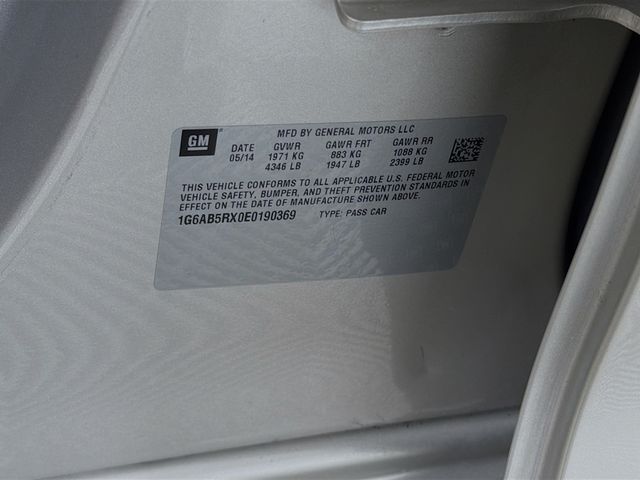 GM
MFD BY GENERAL MOTORS LLC
DATE GVWR GAWR FRT GAWR RR
05/14 1971 KG 883 KG 1088 KG
4346 LB 1947 LB 2399 LB
THIS VEHICLE CONFORMS TO ALL APPLICABLE U.S. FEDERAL MOTOR
VEHICLE SAFETY, BUMPER, AND THEFT PREVENTION STANDARDS IN
EFFECT ON THE DATE OF MANUFACTURE SHOWN ABOVE.
1G6AB5RX0E0190369 TYPE: PASS CAR